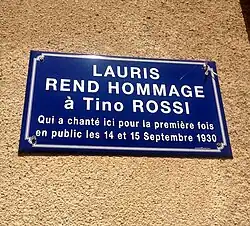 LAURIS
REND HOMMAGE
à Tino ROSSI
Qui a chanté ici pour la première fois
en public les 14 et 15 Septembre 1930